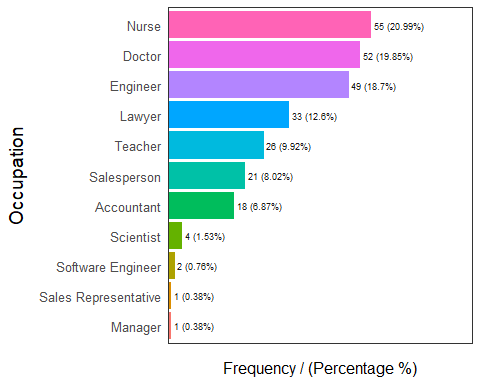 Occupation
Nurse 55 (20.99%)
Doctor 52 (19.85%)
Engineer 49 (18.7%)
Lawyer 33 (12.6%)
Teacher 26 (9.92%)
Salesperson 21 (8.02%)
Accountant 18 (6.87%)
Scientist 4 (1.53%)
Software Engineer 2 (0.76%)
Sales Representative 1 (0.38%)
Manager 1 (0.38%)
Frequency / (Percentage %)